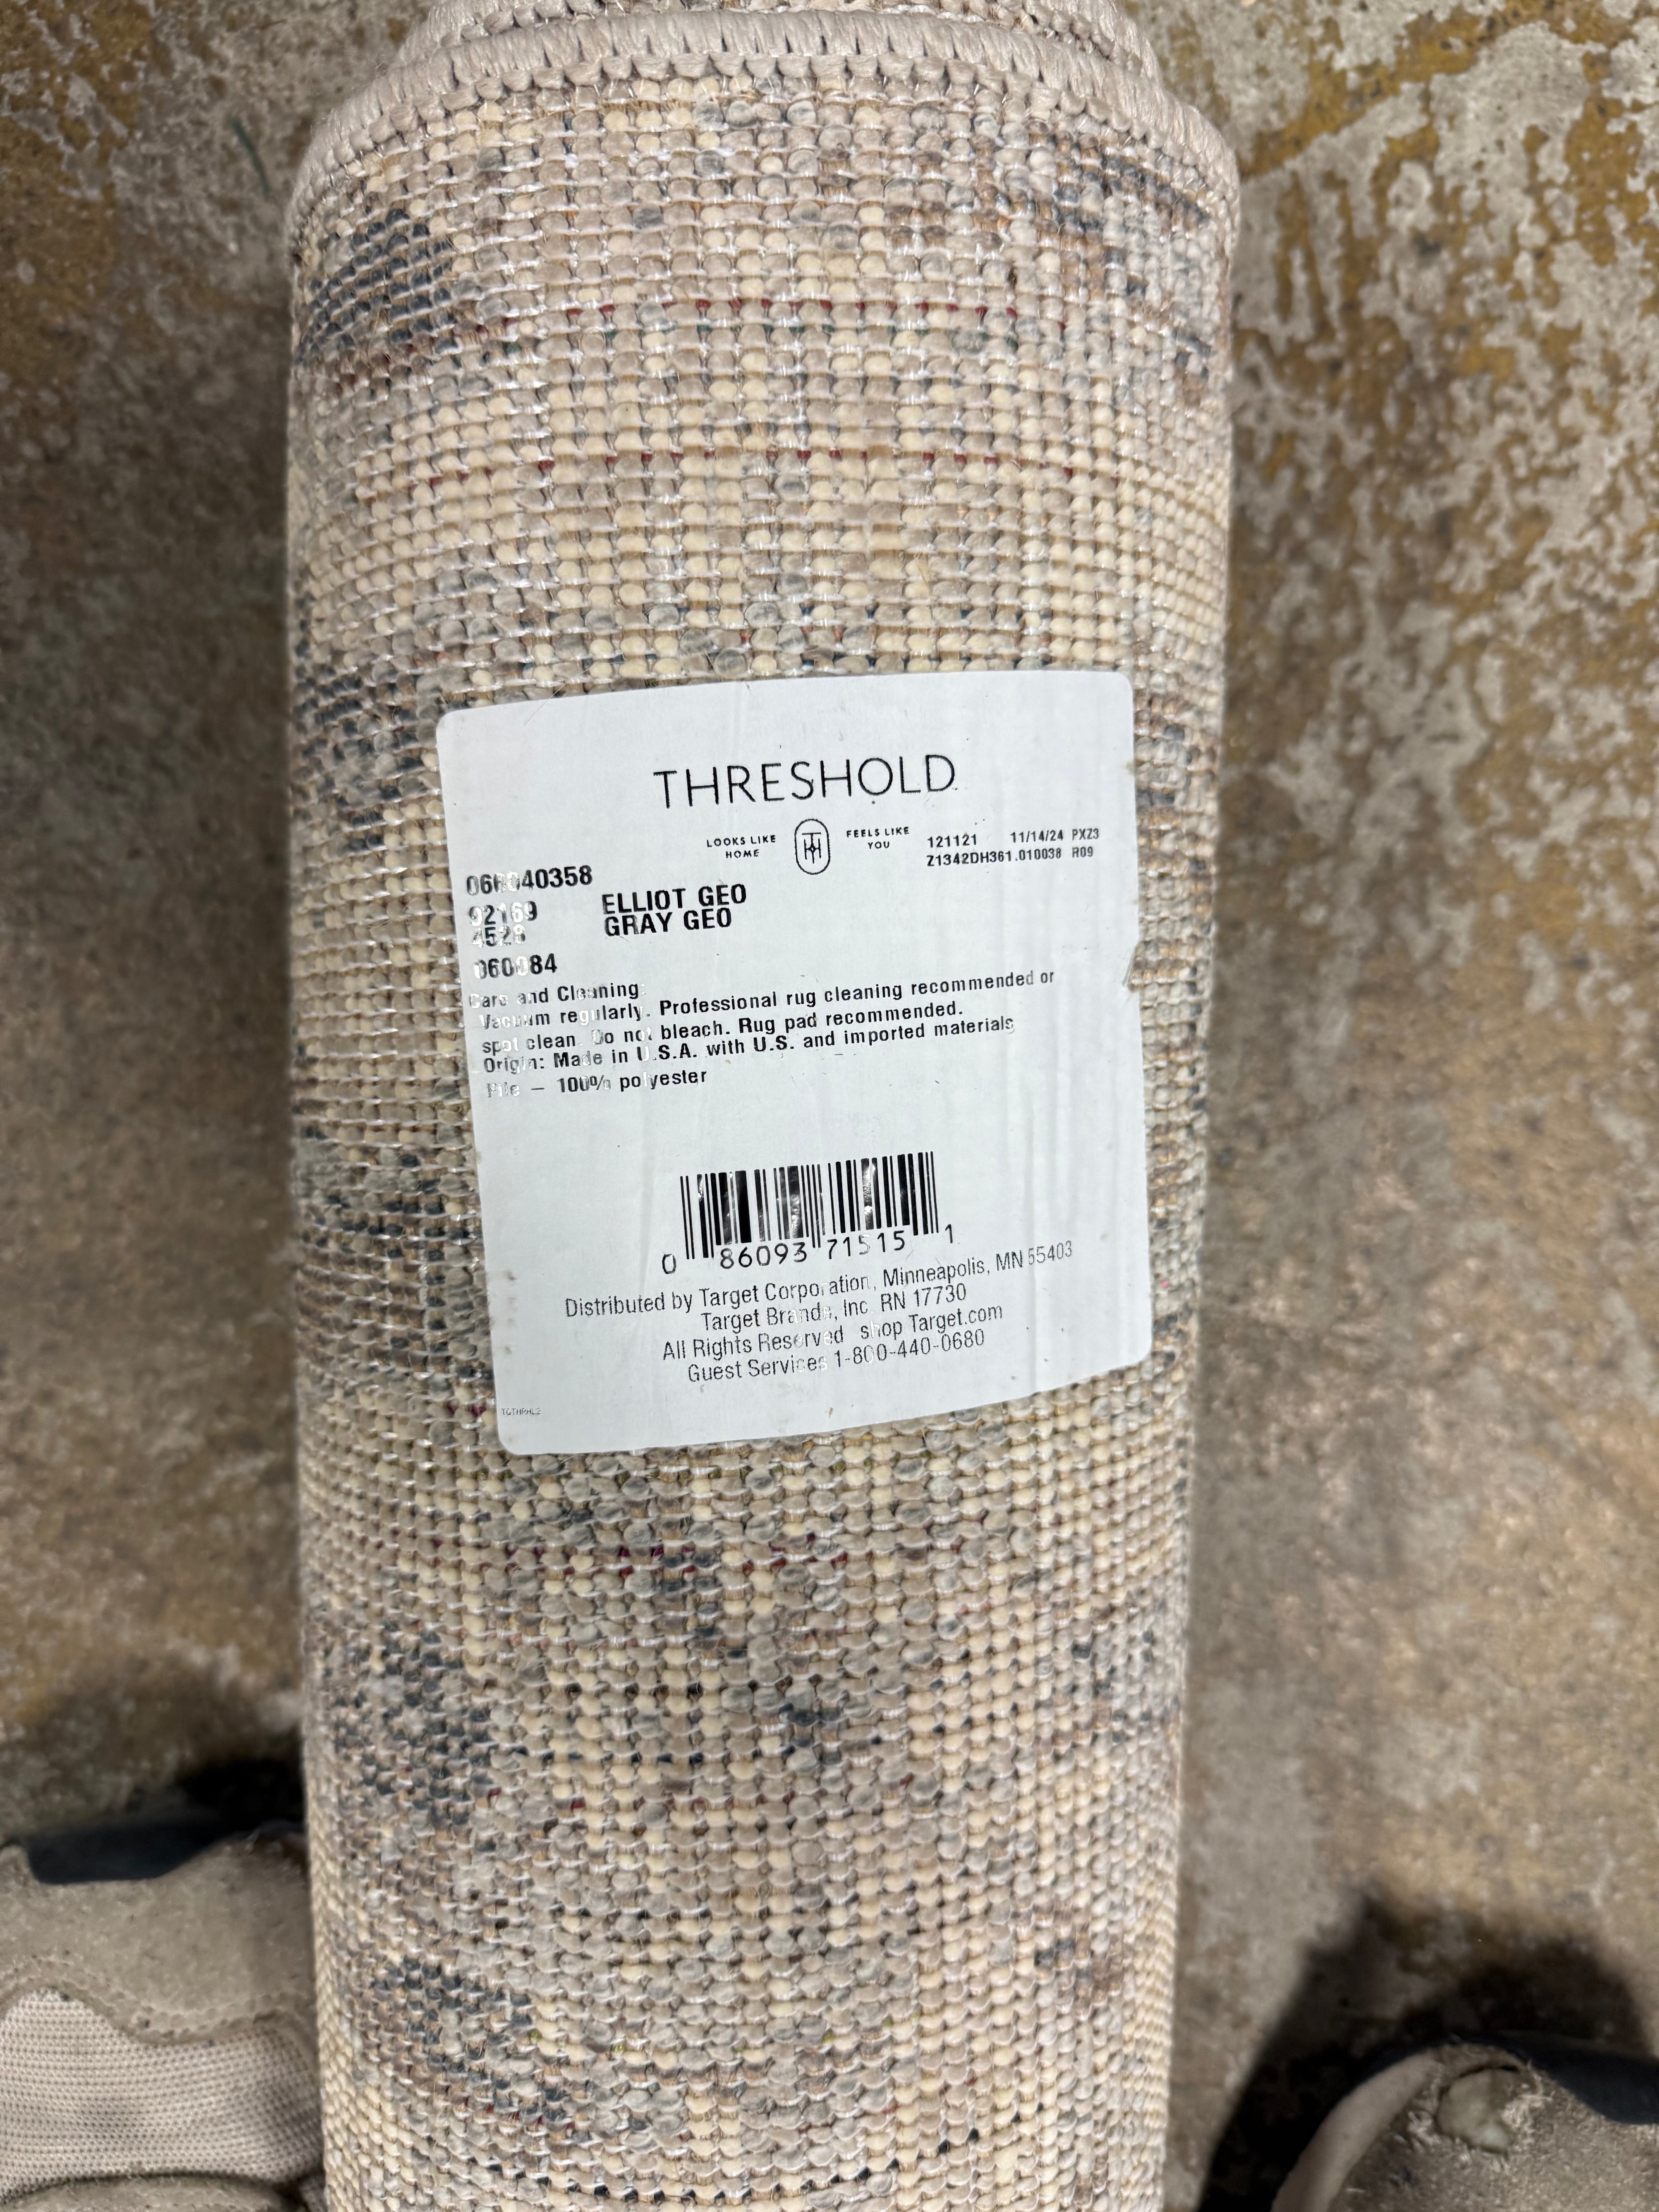 THRESHOLD
LOOKS LIKE HOME
FEELS LIKE YOU
121121 11/14/24 PXZ3
Z1342DH361.010038 R09
ELLIOT GEO
GRAY GEO
Care and Cleaning:
Vacuum regularly. Professional rug cleaning recommended or
spot clean. Do not bleach. Rug pad recommended.
Origin: Made in U.S.A. with U.S. and imported materials
Pile – 100% polyester
0 86093 71515 1
Distributed by Target Corporation, Minneapolis, MN 55403
Target Brands, Inc. RN 17730
All Rights Reserved shop Target.com
Guest Services 1-800-440-0680
TGTHRHL2